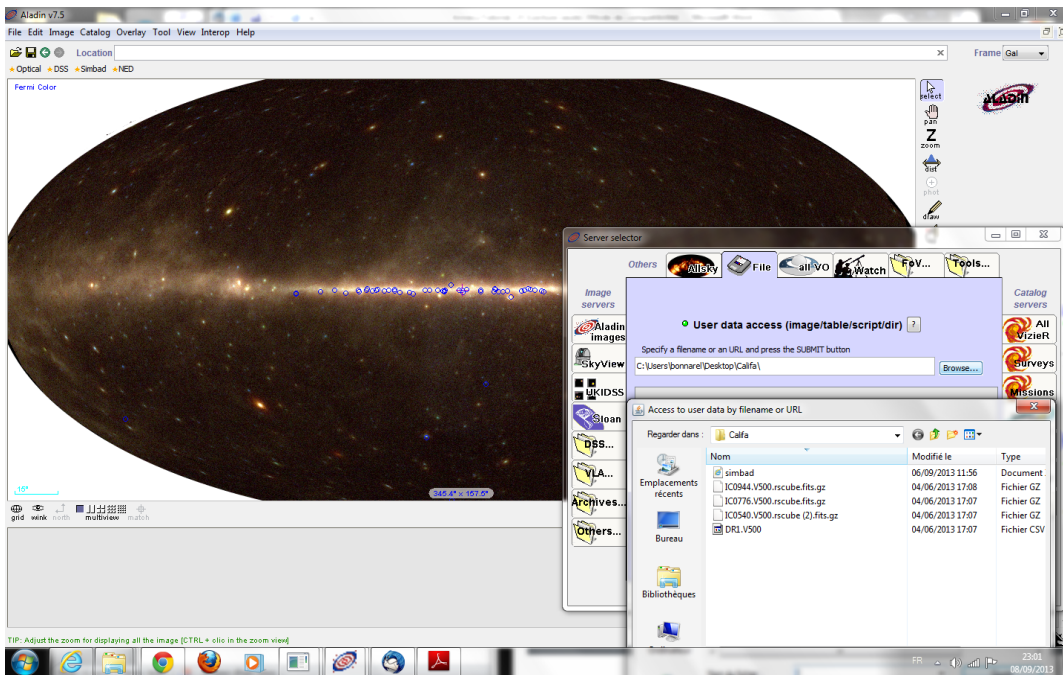 Aladin v7.5
File Edit Image Catalog Overlay Tool View Interop Help
Location
Frame Gal
Optical DSS Simbad NED
Fermi Color
select
pan
Z
zoom
dist
phot
draw
Aladin
15°
345.4° x 157.5°
grid wink north multiview match
TIP: Adjust the zoom for displaying all the image [CTRL + clic in the zoom view]
Server selector
Others Allsky File all VO Watch FoV... Tools...
Image servers
Aladin images
SkyView
UKIDSS
Sloan
DSS...
VLA...
Archives...
Others...
User data access (image/table/script/dir) ?
Specify a filename or an URL and press the SUBMIT button
C:\Users\bonnarel\Desktop\Califa\
Browse...
Catalog servers
All VizieR
Surveys
Missions
Access to user data by filename or URL
Regarder dans : Califa
Nom Modifié le Type
simbad 06/09/2013 11:56 Document
IC0944.V500.rscube.fits.gz 04/06/2013 17:08 Fichier GZ
IC0776.V500.rscube.fits.gz 04/06/2013 17:07 Fichier GZ
IC0540.V500.rscube (2).fits.gz 04/06/2013 17:07 Fichier GZ
DR1.V500 04/06/2013 17:07 Fichier CSV
Emplacements récents
Bureau
Bibliothèques
FR
23:01
08/09/2013